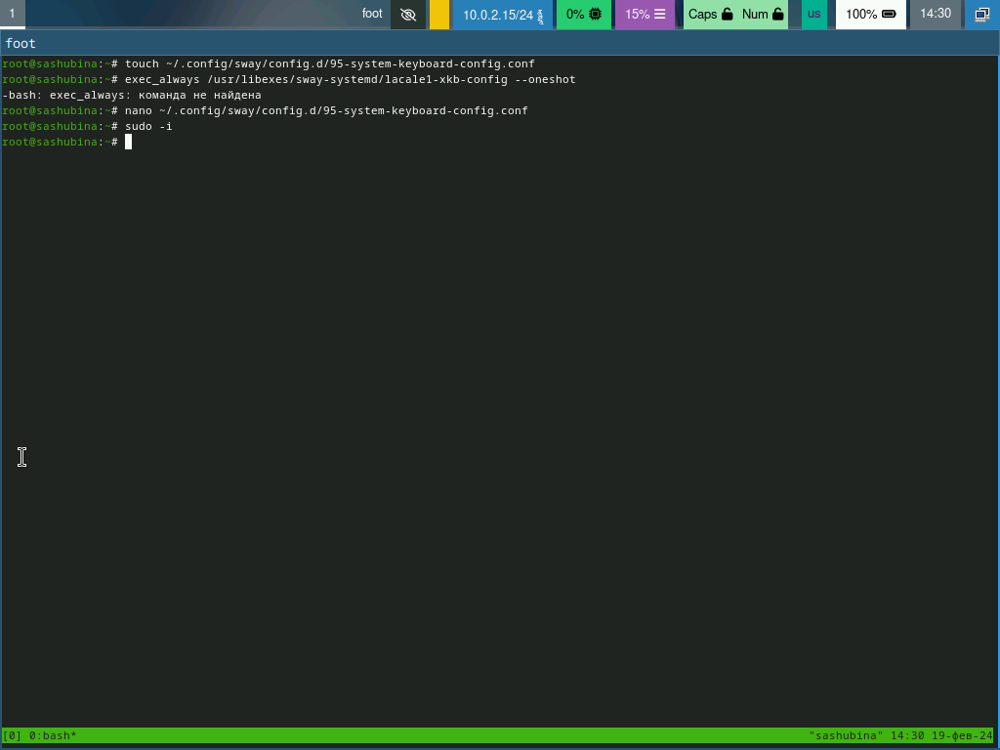 1 foot 10.0.2.15/24 0% 15% Caps Num us 100% 14:30
foot
root@sashubina:~# touch ~/.config/sway/config.d/95-system-keyboard-config.conf
root@sashubina:~# exec_always /usr/libexes/sway-systemd/lacale1-xkb-config --oneshot
-bash: exec_always: команда не найдена
root@sashubina:~# nano ~/.config/sway/config.d/95-system-keyboard-config.conf
root@sashubina:~# sudo -i
root@sashubina:~#
[0] 0:bash* "sashubina" 14:30 19-фев-24